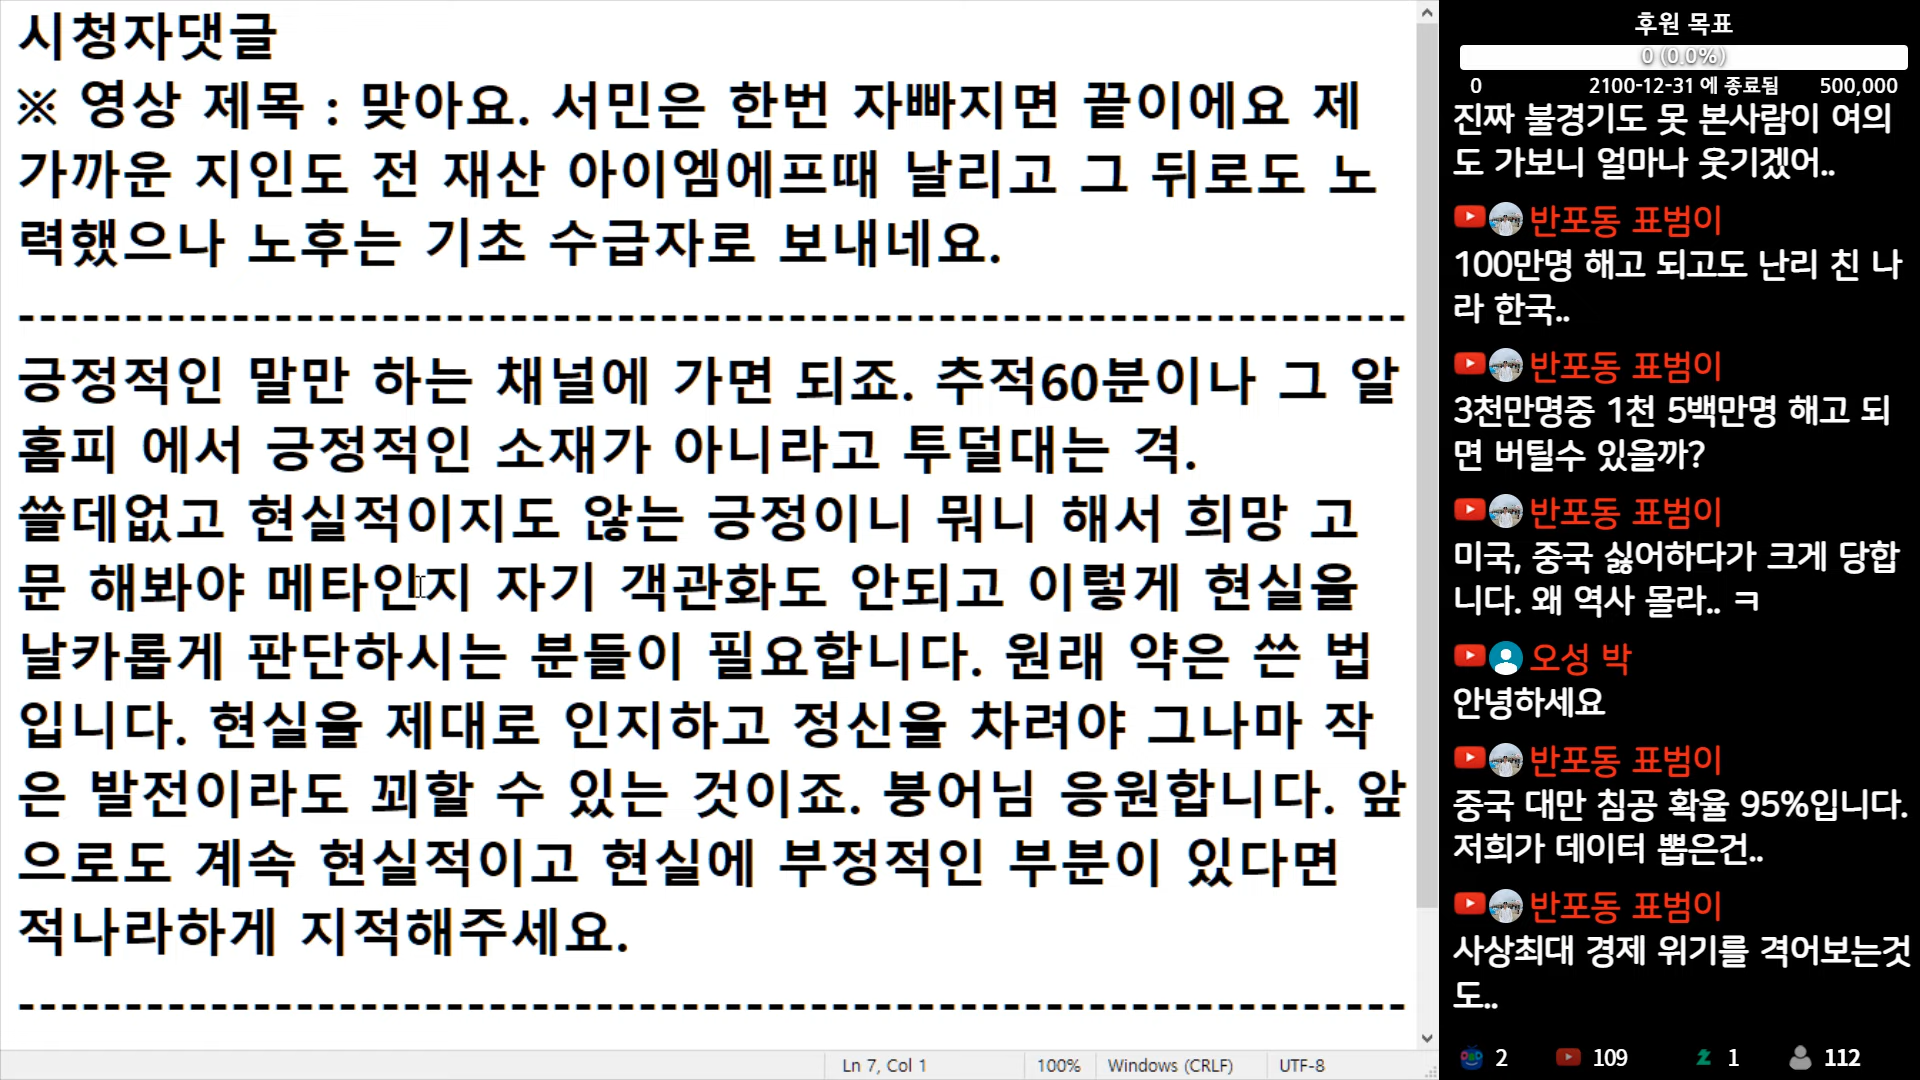 시청자댓글
※ 영상 제목 : 맞아요. 서민은 한번 자빠지면 끝이에요 제
가까운 지인도 전 재산 아이엠에프때 날리고 그 뒤로도 노
력했으나 노후는 기초 수급자로 보내네요.
-----------------------------------------------------------------
긍정적인 말만 하는 채널에 가면 되죠. 추적60분이나 그 알
홈피 에서 긍정적인 소재가 아니라고 투덜대는 격.
쓸데없고 현실적이지도 않는 긍정이니 뭐니 해서 희망 고
문 해봐야 메타인지 자기 객관화도 안되고 이렇게 현실을
날카롭게 판단하시는 분들이 필요합니다. 원래 약은 쓴 법
입니다. 현실을 제대로 인지하고 정신을 차려야 그나마 작
은 발전이라도 꾀할 수 있는 것이죠. 붕어님 응원합니다. 앞
으로도 계속 현실적이고 현실에 부정적인 부분이 있다면
적나라하게 지적해주세요.
-----------------------------------------------------------------
Ln 7, Col 1 100% Windows (CRLF) UTF-8
후원 목표
0 (0.0%)
0 2100-12-31 에 종료됨 500,000
진짜 불경기도 못 본사람이 여의
도 가보니 얼마나 웃기겠어..
반포동 표범이
100만명 해고 되고도 난리 친 나
라 한국..
반포동 표범이
3천만명중 1천 5백만명 해고 되
면 버틸수 있을까?
반포동 표범이
미국, 중국 싫어하다가 크게 당합
니다. 왜 역사 몰라.. ㅋ
오성 박
안녕하세요
반포동 표범이
중국 대만 침공 확율 95%입니다.
저희가 데이터 뽑은건..
반포동 표범이
사상최대 경제 위기를 격어보는것
도..
2 109 1 112